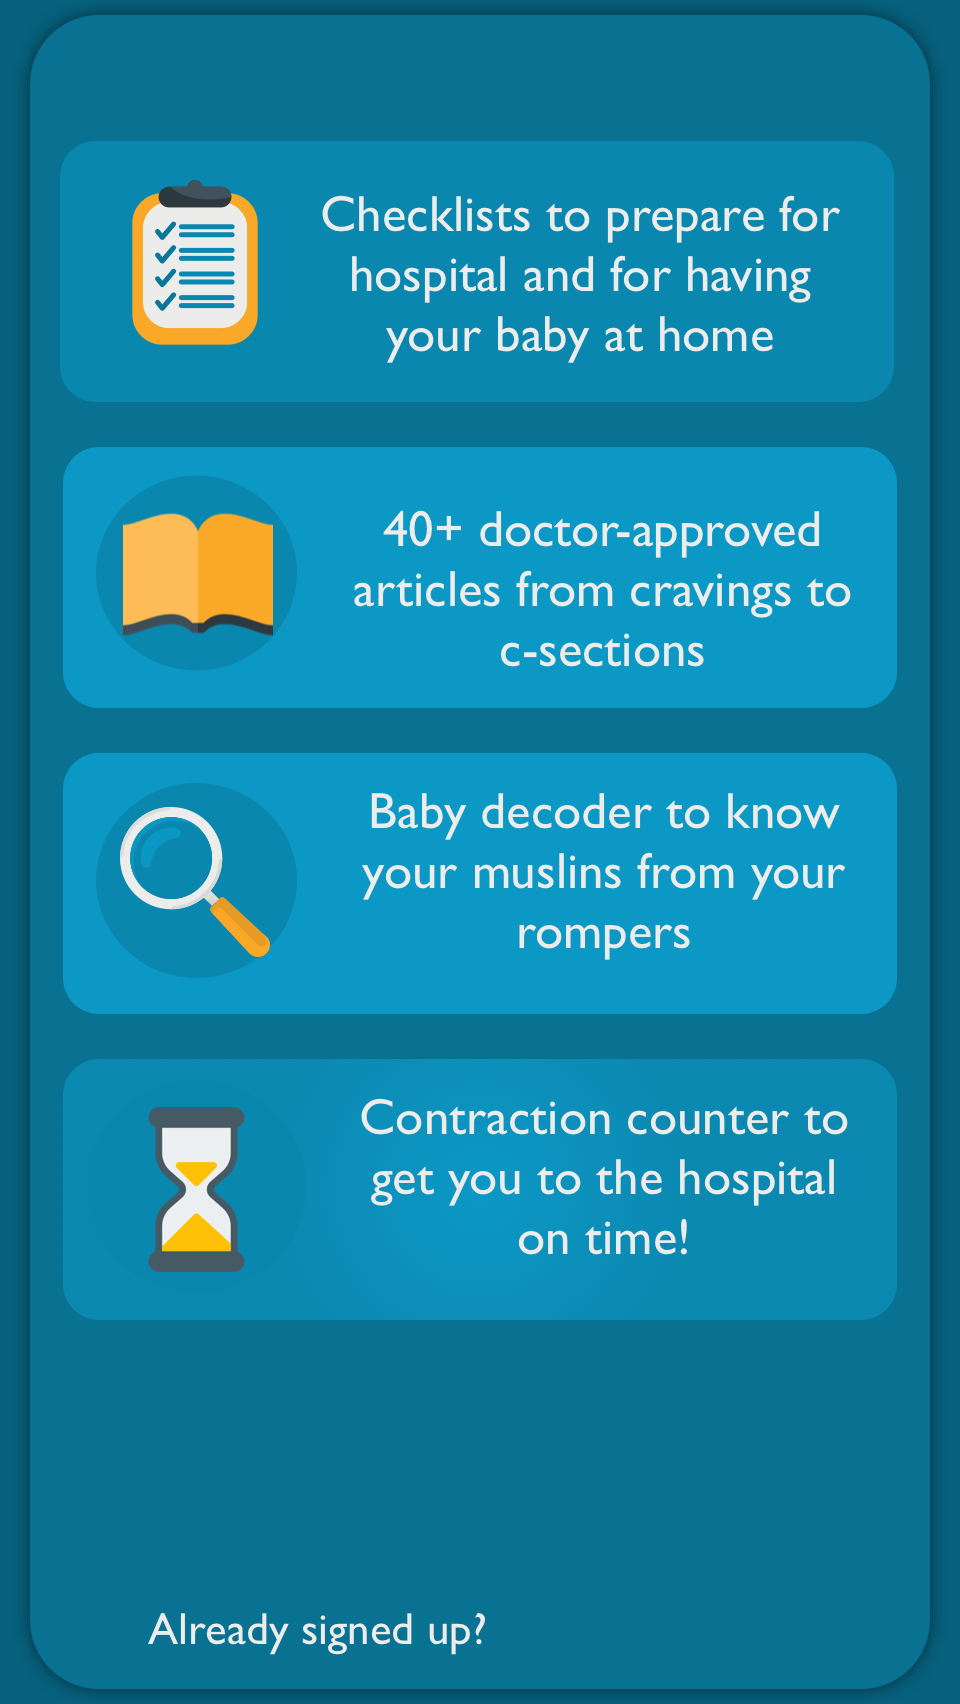 Checklists to prepare for
hospital and for having
your baby at home
40+ doctor-approved
articles from cravings to
c-sections
Baby decoder to know
your muslins from your
rompers
Contraction counter to
get you to the hospital
on time!
Already signed up?